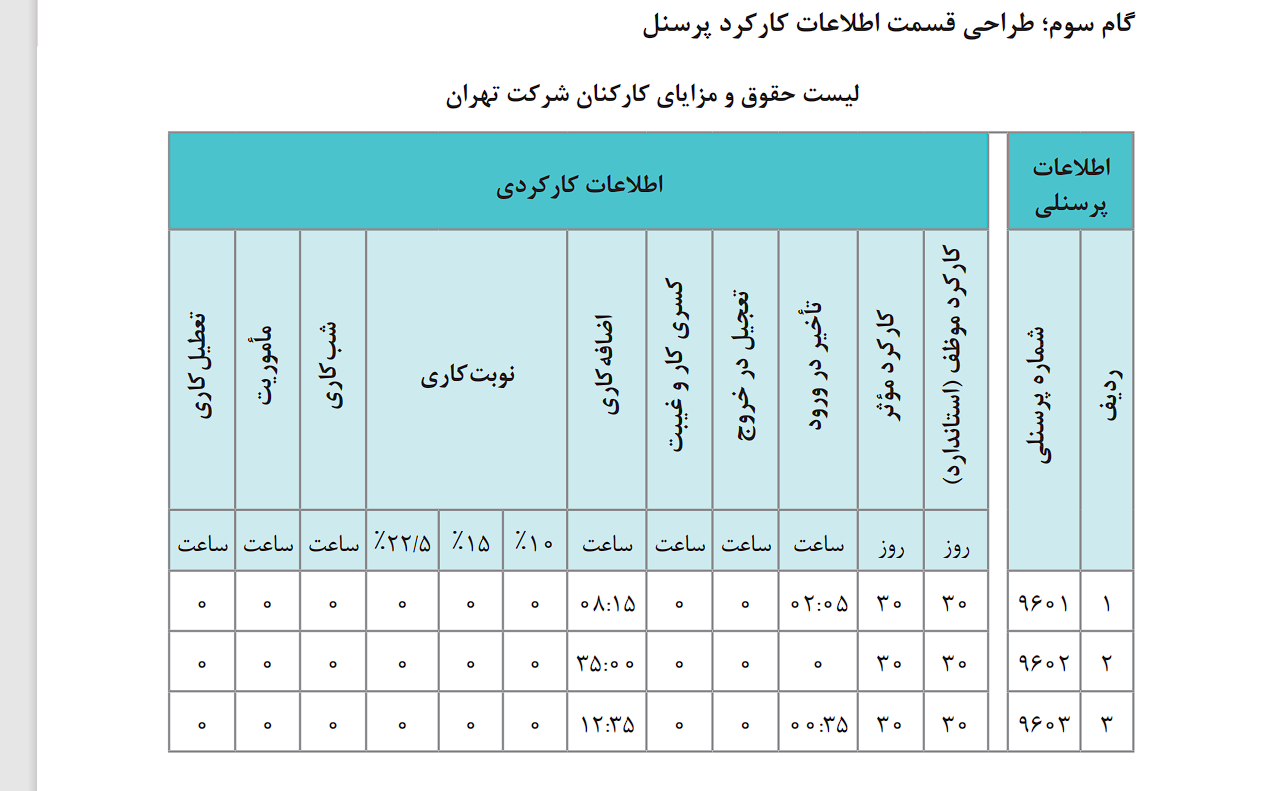 گام سوم؛ طراحی قسمت اطلاعات کارکرد پرسنل
لیست حقوق و مزایای کارکنان شرکت تهران
اطلاعات پرسنلی اطلاعات کارکردی
ردیف شماره پرسنلی کارکرد موظف (استاندارد) کارکرد مؤثر تأخیر در ورود تعجیل در خروج کسری کار و غیبت اضافه‌کاری نوبت‌کاری شب‌کاری مأموریت تعطیل‌کاری
روز روز ساعت ساعت ساعت ساعت ٪۱۰ ٪۱۵ ٪۲۲/۵ ساعت ساعت ساعت
۱ ۹۶۰۱ ۳۰ ۳۰ ۰۲:۰۵ ۰ ۰ ۰۸:۱۵ ۰ ۰ ۰ ۰ ۰ ۰
۲ ۹۶۰۲ ۳۰ ۳۰ ۰ ۰ ۰ ۳۵:۰۰ ۰ ۰ ۰ ۰ ۰ ۰
۳ ۹۶۰۳ ۳۰ ۳۰ ۰۰:۳۵ ۰ ۰ ۱۲:۳۵ ۰ ۰ ۰ ۰ ۰ ۰